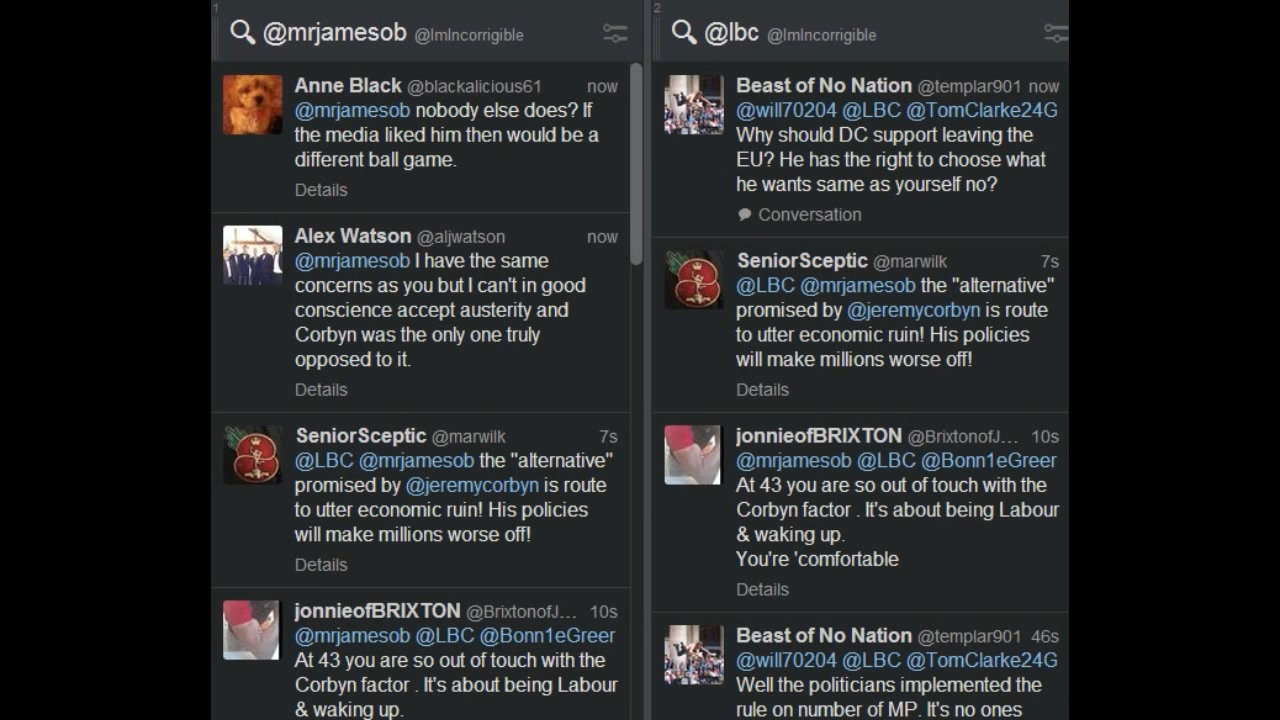 1
@mrjamesob @ImIncorrigible
Anne Black @blackalicious61 now
@mrjamesob nobody else does? If
the media liked him then would be a
different ball game.
Details
Alex Watson @aljwatson now
@mrjamesob I have the same
concerns as you but I can't in good
conscience accept austerity and
Corbyn was the only one truly
opposed to it.
Details
SeniorSceptic @marwilk 7s
@LBC @mrjamesob the "alternative"
promised by @jeremycorbyn is route
to utter economic ruin! His policies
will make millions worse off!
Details
jonnieofBRIXTON @BrixtonofJ... 10s
@mrjamesob @LBC @Bonn1eGreer
At 43 you are so out of touch with the
Corbyn factor . It's about being Labour
& waking up.
2
@lbc @ImIncorrigible
Beast of No Nation @templar901 now
@will70204 @LBC @TomClarke24G
Why should DC support leaving the
EU? He has the right to choose what
he wants same as yourself no?
Conversation
SeniorSceptic @marwilk 7s
@LBC @mrjamesob the "alternative"
promised by @jeremycorbyn is route
to utter economic ruin! His policies
will make millions worse off!
Details
jonnieofBRIXTON @BrixtonofJ... 10s
@mrjamesob @LBC @Bonn1eGreer
At 43 you are so out of touch with the
Corbyn factor . It's about being Labour
& waking up.
You're 'comfortable
Details
Beast of No Nation @templar901 46s
@will70204 @LBC @TomClarke24G
Well the politicians implemented the
rule on number of MP. It's no ones